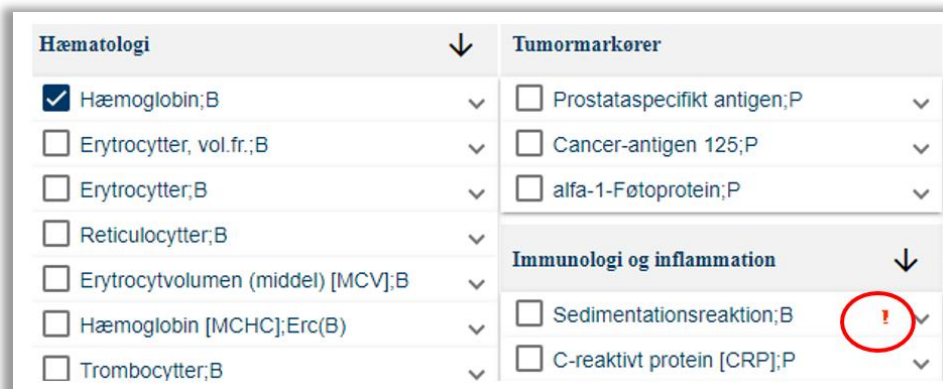 Hæmatologi
Hæmoglobin;B
Erytrocytter, vol.fr.;B
Erytrocytter;B
Reticulocytter;B
Erytrocytvolumen (middel) [MCV];B
Hæmoglobin [MCHC];Erc(B)
Trombocytter;B
Tumormarkører
Prostataspecifikt antigen;P
Cancer-antigen 125;P
alfa-1-Føtoprotein;P
Immunologi og inflammation
Sedimentationsreaktion;B !
C-reaktivt protein [CRP];P